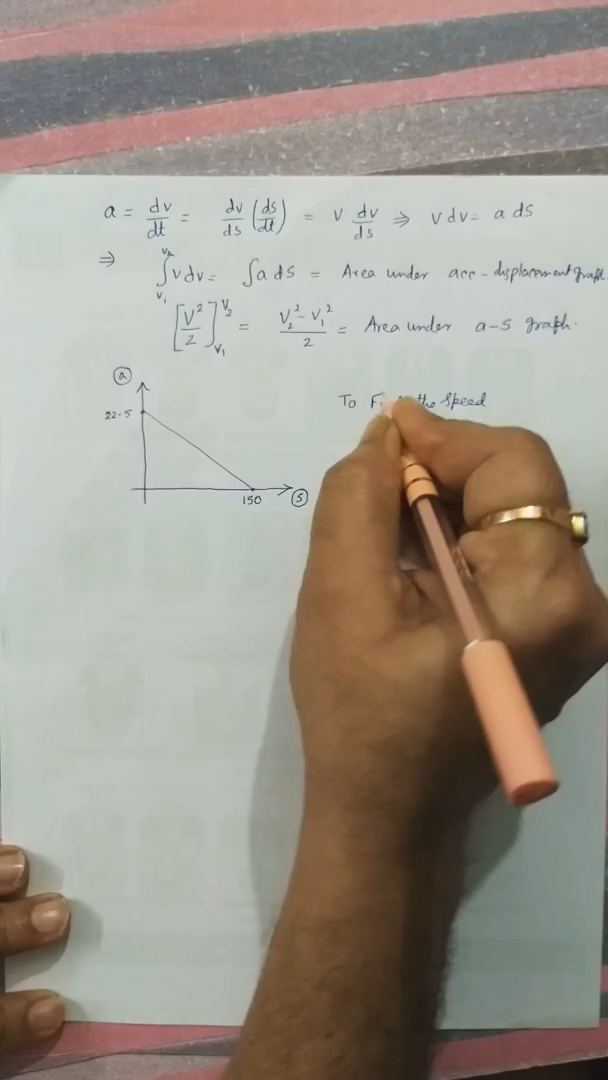 a = dv/dt = dv/ds (ds/dt) = v dv/ds ⇒ v dv = a ds
⇒ ∫_{v₁}^{v₂} v dv = ∫ a ds = Area under acc - displacement graph.
[v²/2]_{v₁}^{v₂} = (v₂² - v₁²)/2 = Area under a-s graph.
a
22.5
150
s
To the speed